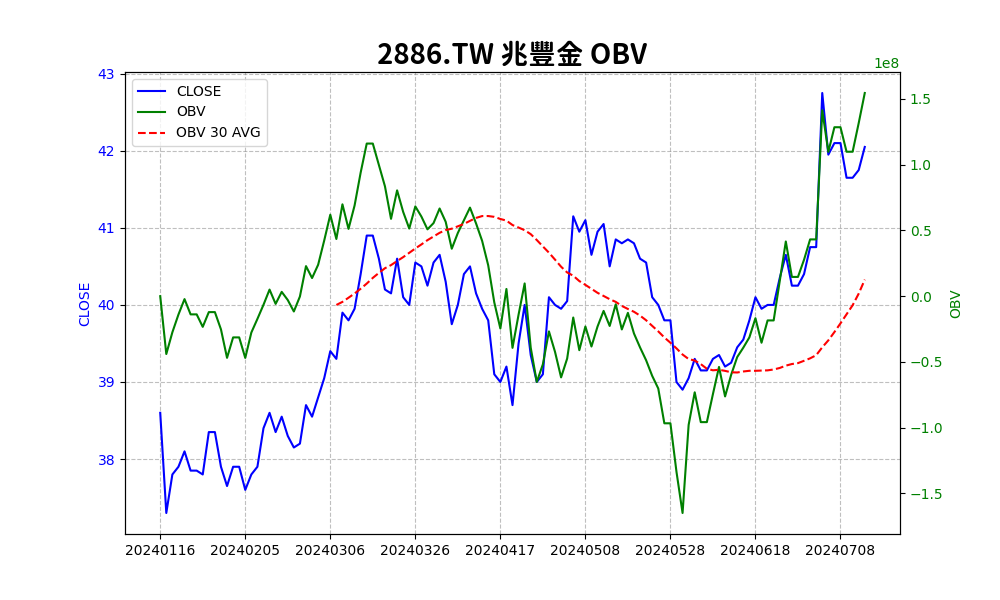 2886.TW 兆豐金 OBV
1e8
CLOSE
OBV
OBV 30 AVG
43
42
41
40
39
38
CLOSE
1.5
1.0
0.5
0.0
−0.5
−1.0
−1.5
OBV
20240116 20240205 20240306 20240326 20240417 20240508 20240528 20240618 20240708